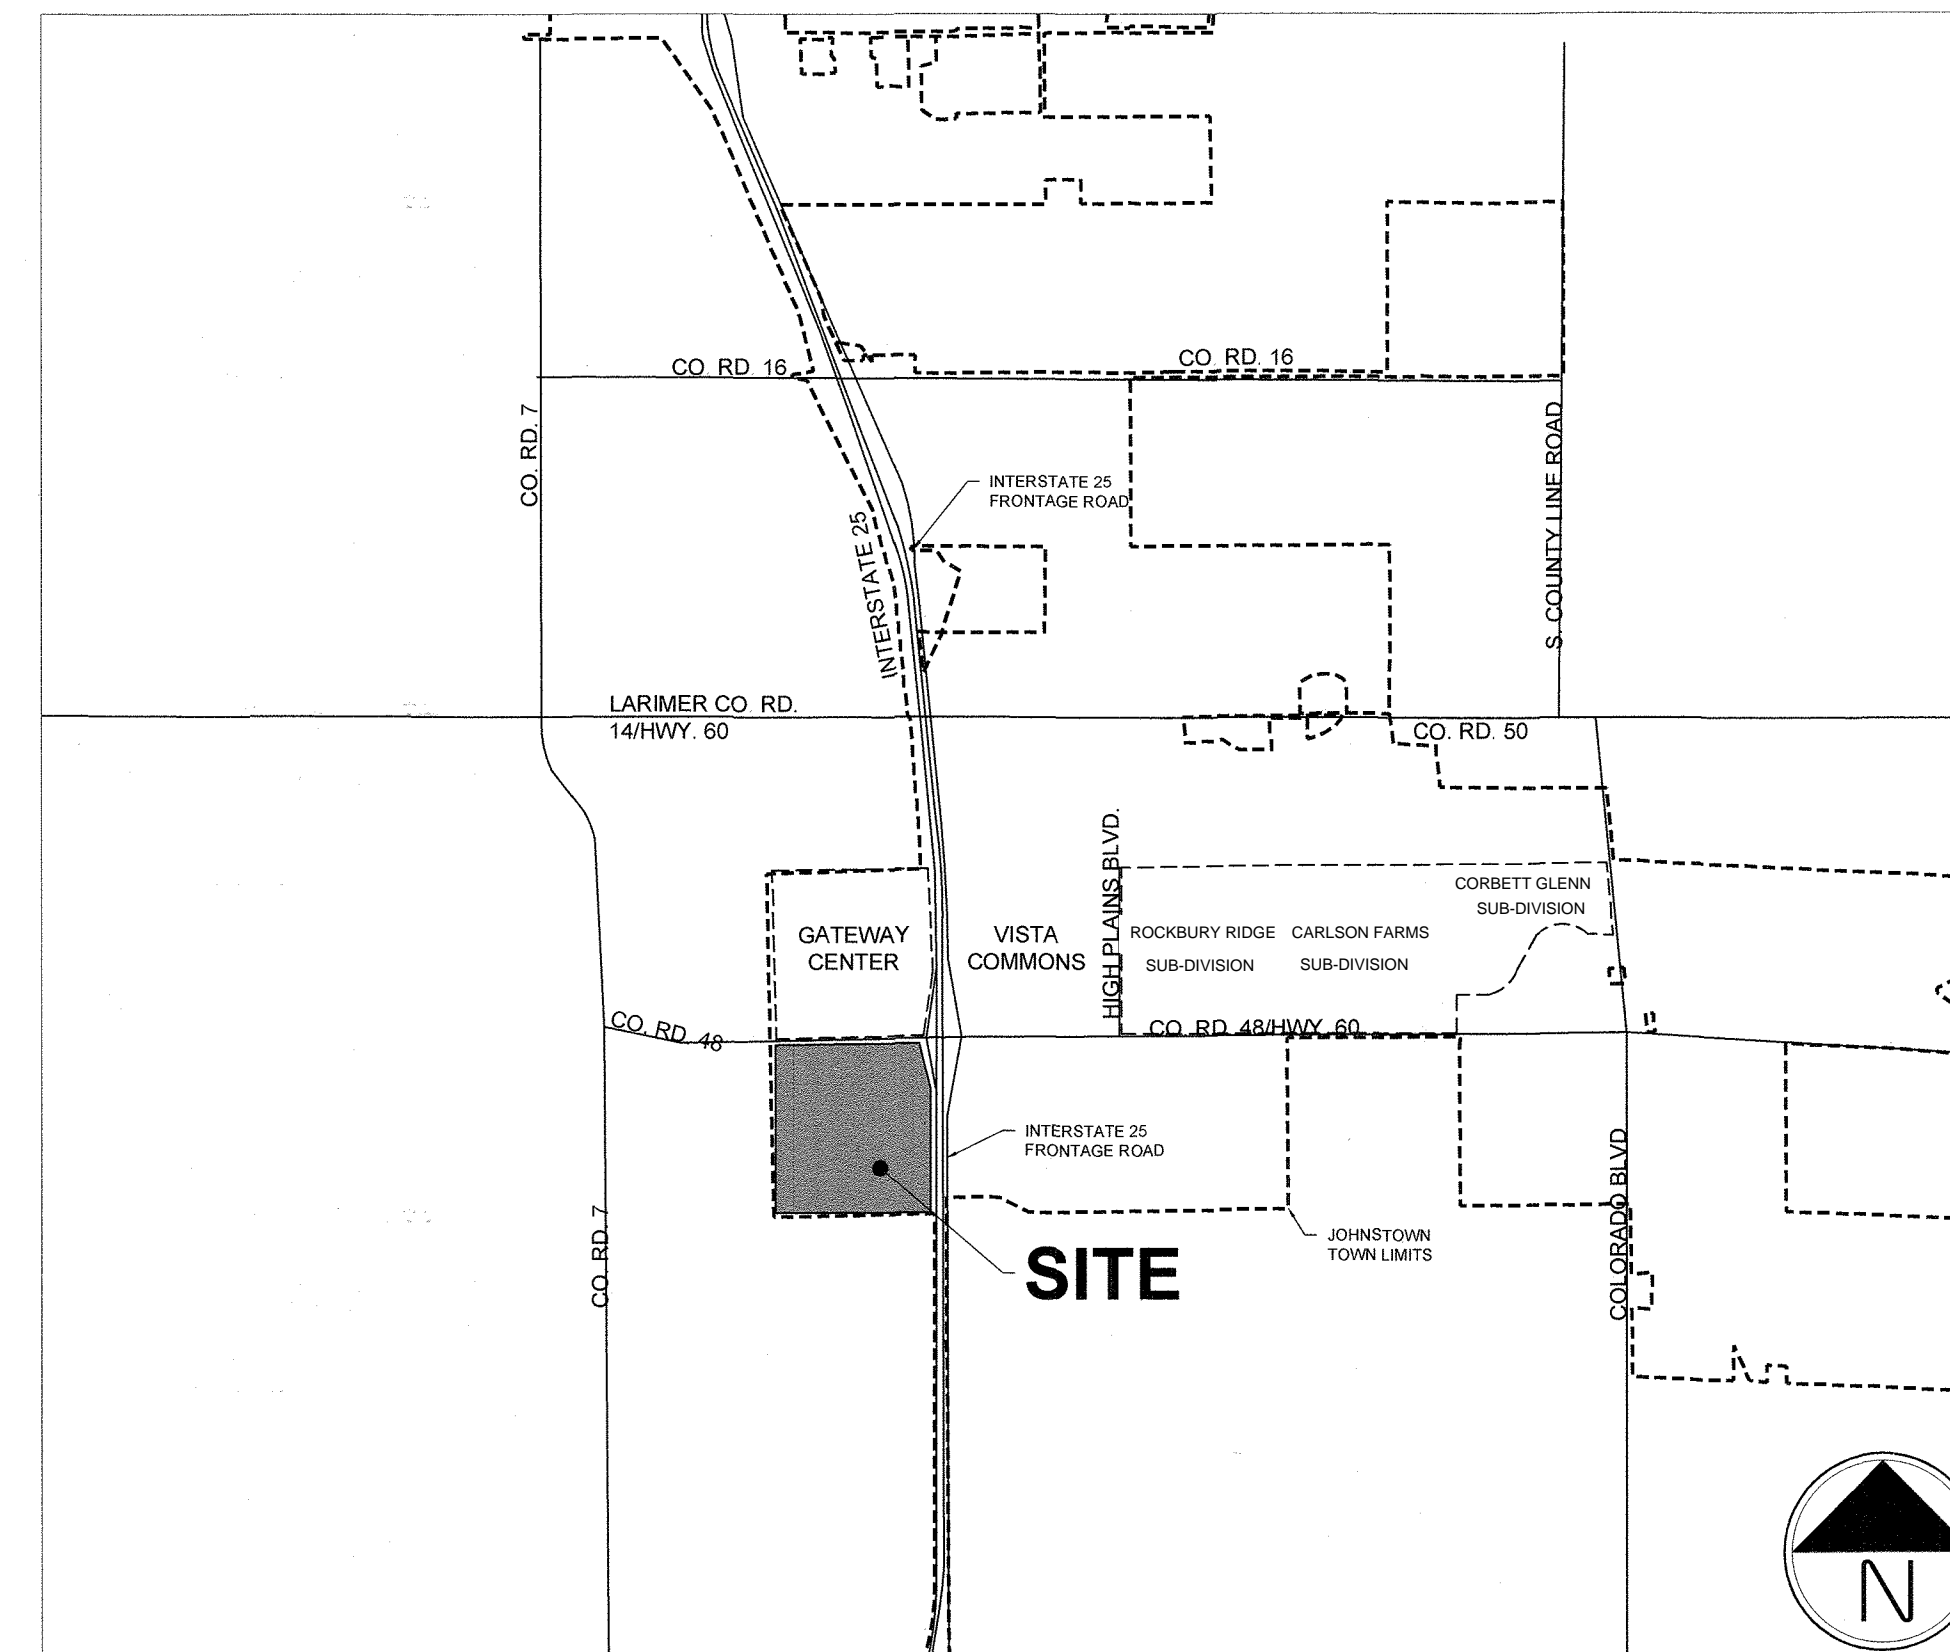 CO. RD. 16
CO. RD. 16
CO. RD. 7
S. COUNTY LINE ROAD
INTERSTATE 25
FRONTAGE ROAD
INTERSTATE 25
LARIMER CO. RD.
14/HWY. 60
CO. RD. 50
HIGH PLAINS BLVD.
CORBETT GLENN
SUB-DIVISION
GATEWAY
CENTER
VISTA
COMMONS
ROCKBURY RIDGE
SUB-DIVISION
CARLSON FARMS
SUB-DIVISION
CO. RD. 48
CO. RD. 48/HWY. 60
INTERSTATE 25
FRONTAGE ROAD
COLORADO BLVD
CO. RD. 7
JOHNSTOWN
TOWN LIMITS
SITE
N